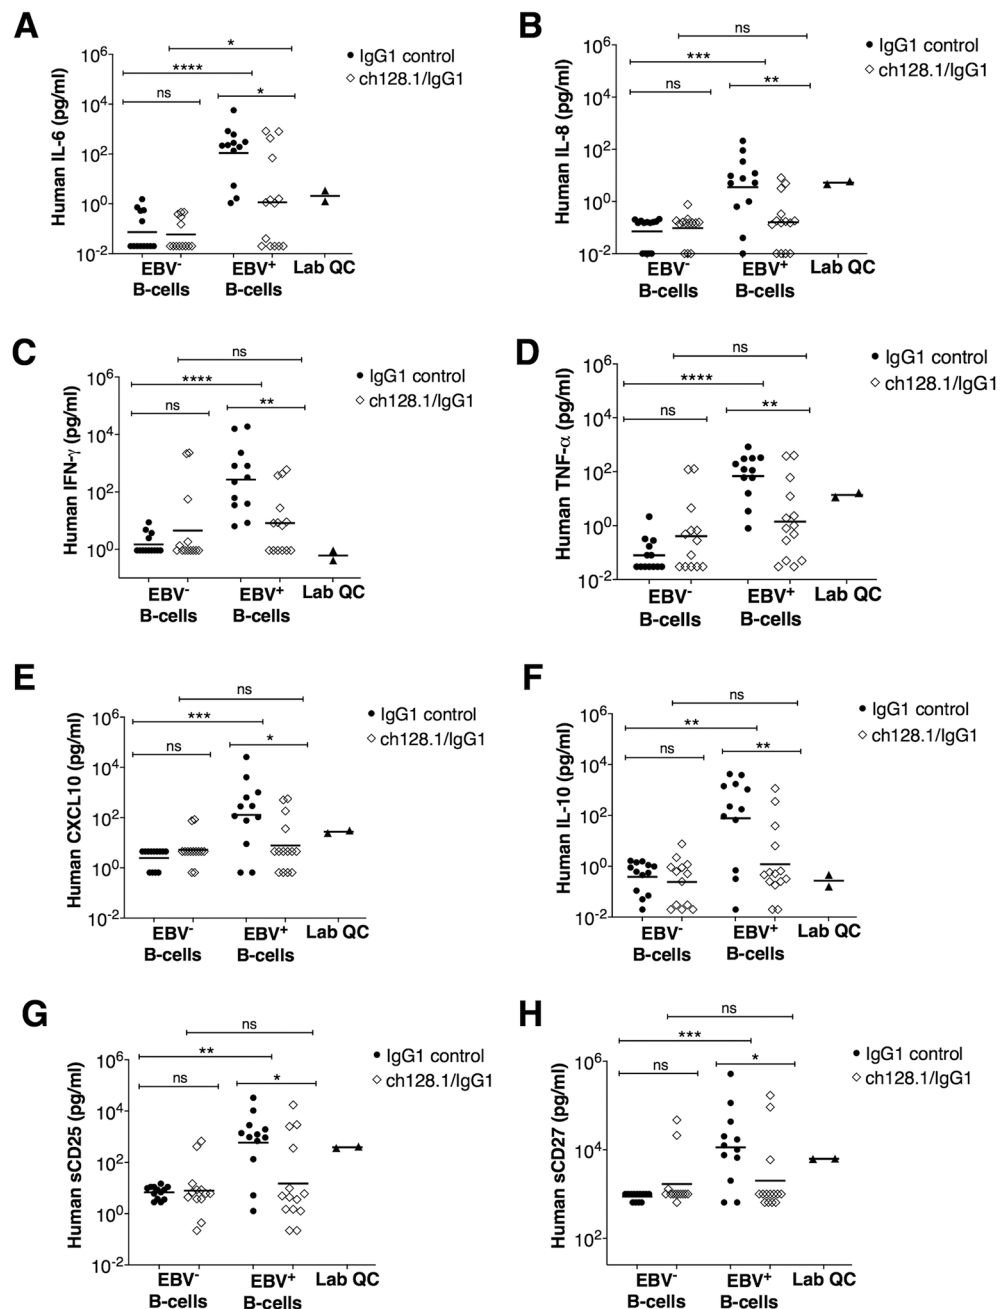 A
Human IL-6 (pg/ml)
10⁶
10⁴
10²
10⁰
10⁻²
*
****
ns
*
IgG1 control
ch128.1/IgG1
EBV⁻
B-cells
EBV⁺
B-cells
Lab QC
B
Human IL-8 (pg/ml)
10⁶
10⁴
10²
10⁰
10⁻²
ns
***
ns
**
IgG1 control
ch128.1/IgG1
EBV⁻
B-cells
EBV⁺
B-cells
Lab QC
C
Human IFN-γ (pg/ml)
10⁶
10⁴
10²
10⁰
ns
****
ns
**
IgG1 control
ch128.1/IgG1
EBV⁻
B-cells
EBV⁺
B-cells
Lab QC
D
Human TNF-α (pg/ml)
10⁶
10⁴
10²
10⁰
10⁻²
ns
****
ns
**
IgG1 control
ch128.1/IgG1
EBV⁻
B-cells
EBV⁺
B-cells
Lab QC
E
Human CXCL10 (pg/ml)
10⁶
10⁴
10²
10⁰
10⁻²
ns
***
ns
*
IgG1 control
ch128.1/IgG1
EBV⁻
B-cells
EBV⁺
B-cells
Lab QC
F
Human IL-10 (pg/ml)
10⁶
10⁴
10²
10⁰
10⁻²
ns
**
ns
**
IgG1 control
ch128.1/IgG1
EBV⁻
B-cells
EBV⁺
B-cells
Lab QC
G
Human sCD25 (pg/ml)
10⁶
10⁴
10²
10⁰
10⁻²
ns
**
ns
*
IgG1 control
ch128.1/IgG1
EBV⁻
B-cells
EBV⁺
B-cells
Lab QC
H
Human sCD27 (pg/ml)
10⁶
10⁴
10²
ns
***
ns
*
IgG1 control
ch128.1/IgG1
EBV⁻
B-cells
EBV⁺
B-cells
Lab QC